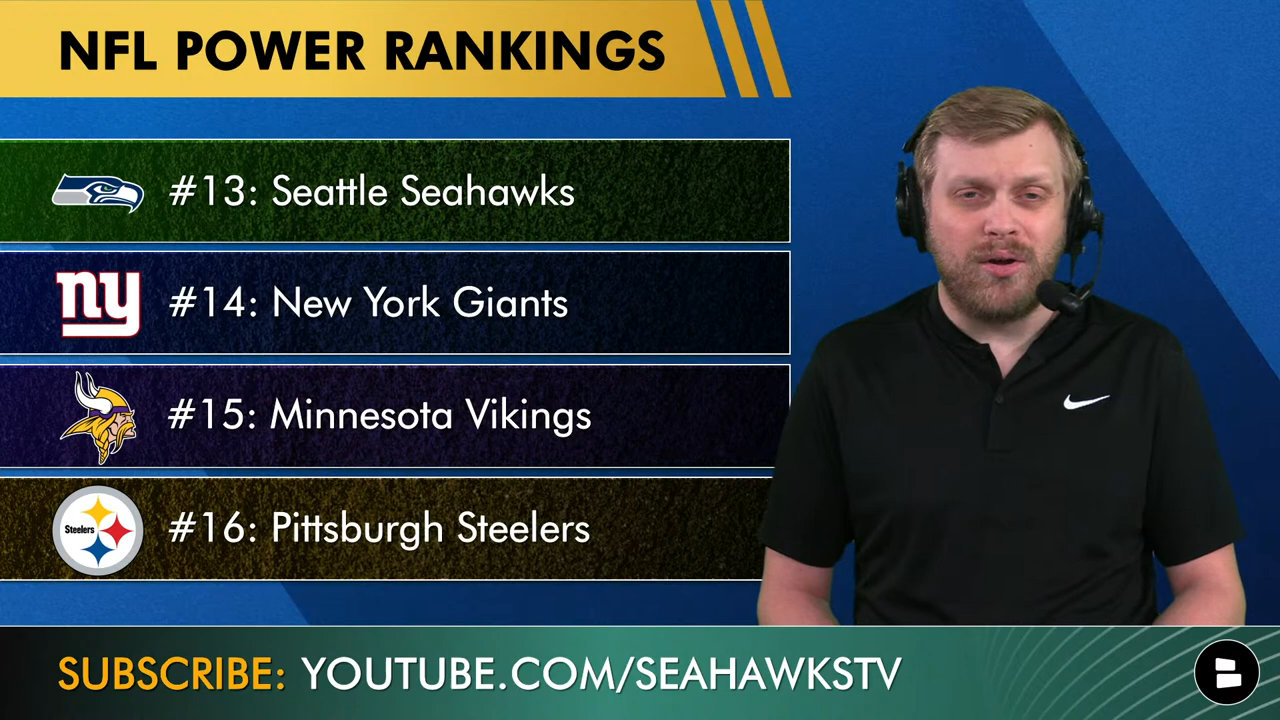 NFL POWER RANKINGS
#13: Seattle Seahawks
ny
#14: New York Giants
#15: Minnesota Vikings
Steelers
#16: Pittsburgh Steelers
SUBSCRIBE: YOUTUBE.COM/SEAHAWKSTV